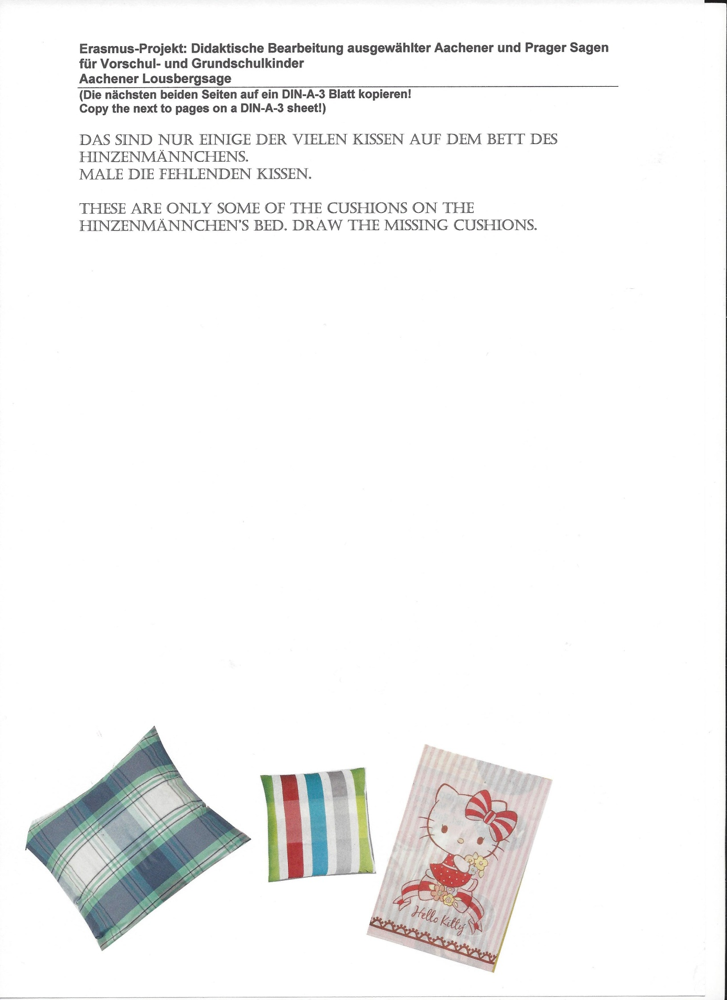 Erasmus-Projekt: Didaktische Bearbeitung ausgewählter Aachener und Prager Sagen
für Vorschul- und Grundschulkinder
Aachener Lousbergsage
(Die nächsten beiden Seiten auf ein DIN-A-3 Blatt kopieren!
Copy the next to pages on a DIN-A-3 sheet!)
DAS SIND NUR EINIGE DER VIELEN KISSEN AUF DEM BETT DES
HINZENMÄNNCHENS.
MALE DIE FEHLENDEN KISSEN.
THESE ARE ONLY SOME OF THE CUSHIONS ON THE
HINZENMÄNNCHEN'S BED. DRAW THE MISSING CUSHIONS.
Hello Kitty